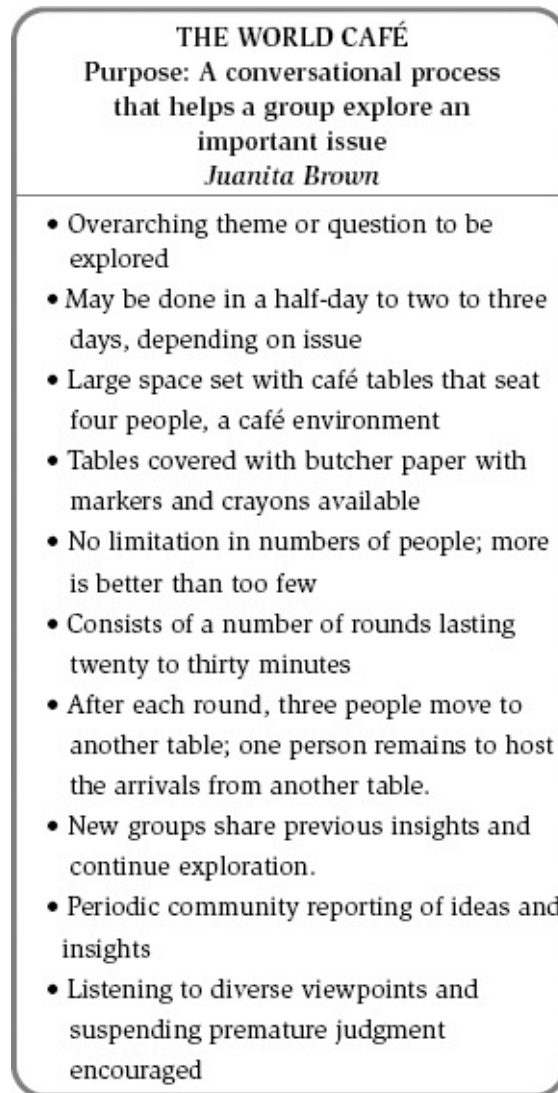 THE WORLD CAFÉ
Purpose: A conversational process
that helps a group explore an
important issue
Juanita Brown
• Overarching theme or question to be
explored
• May be done in a half-day to two to three
days, depending on issue
• Large space set with café tables that seat
four people, a café environment
• Tables covered with butcher paper with
markers and crayons available
• No limitation in numbers of people; more
is better than too few
• Consists of a number of rounds lasting
twenty to thirty minutes
• After each round, three people move to
another table; one person remains to host
the arrivals from another table.
• New groups share previous insights and
continue exploration.
• Periodic community reporting of ideas and
insights
• Listening to diverse viewpoints and
suspending premature judgment
encouraged